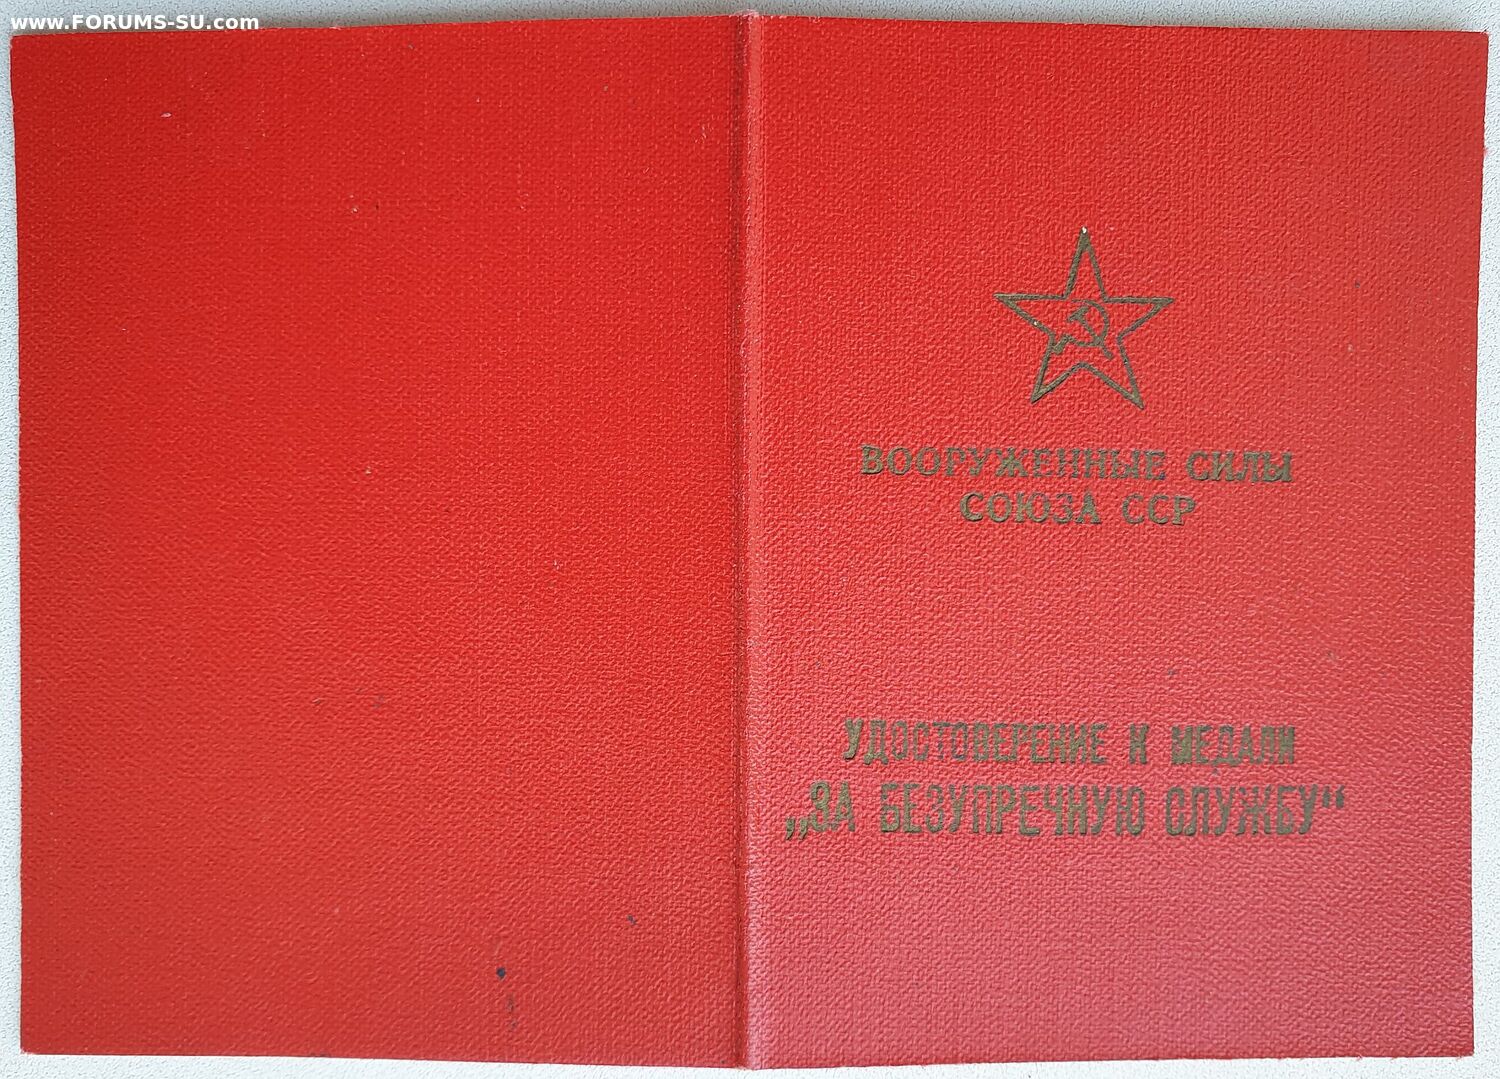 www.FORUMS-SU.com
ВООРУЖЕННЫЕ СИЛЫ
СОЮЗА ССР
УДОСТОВЕРЕНИЕ К МЕДАЛИ
„ЗА БЕЗУПРЕЧНУЮ СЛУЖБУ“